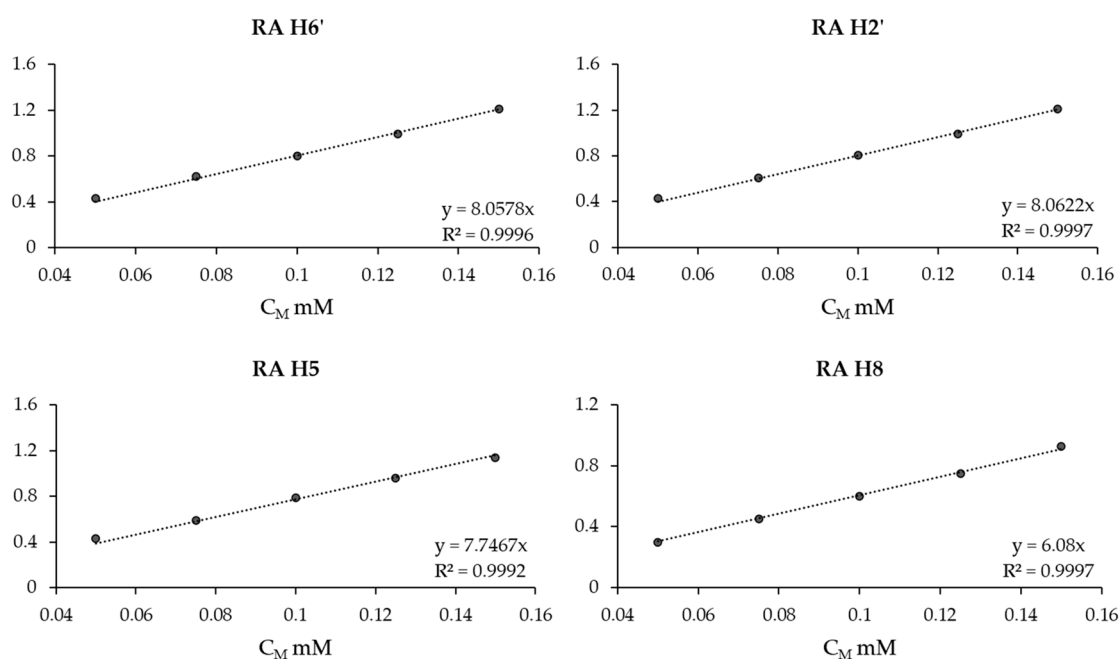 RA H6'
1.6
1.2
0.8
0.4
0
y = 8.0578x
R² = 0.9996
0.04 0.06 0.08 0.1 0.12 0.14 0.16
C_M mM
RA H2'
1.6
1.2
0.8
0.4
0
y = 8.0622x
R² = 0.9997
0.04 0.06 0.08 0.1 0.12 0.14 0.16
C_M mM
RA H5
1.6
1.2
0.8
0.4
0
y = 7.7467x
R² = 0.9992
0.04 0.06 0.08 0.1 0.12 0.14 0.16
C_M mM
RA H8
1.2
0.8
0.4
0
y = 6.08x
R² = 0.9997
0.04 0.06 0.08 0.1 0.12 0.14 0.16
C_M mM